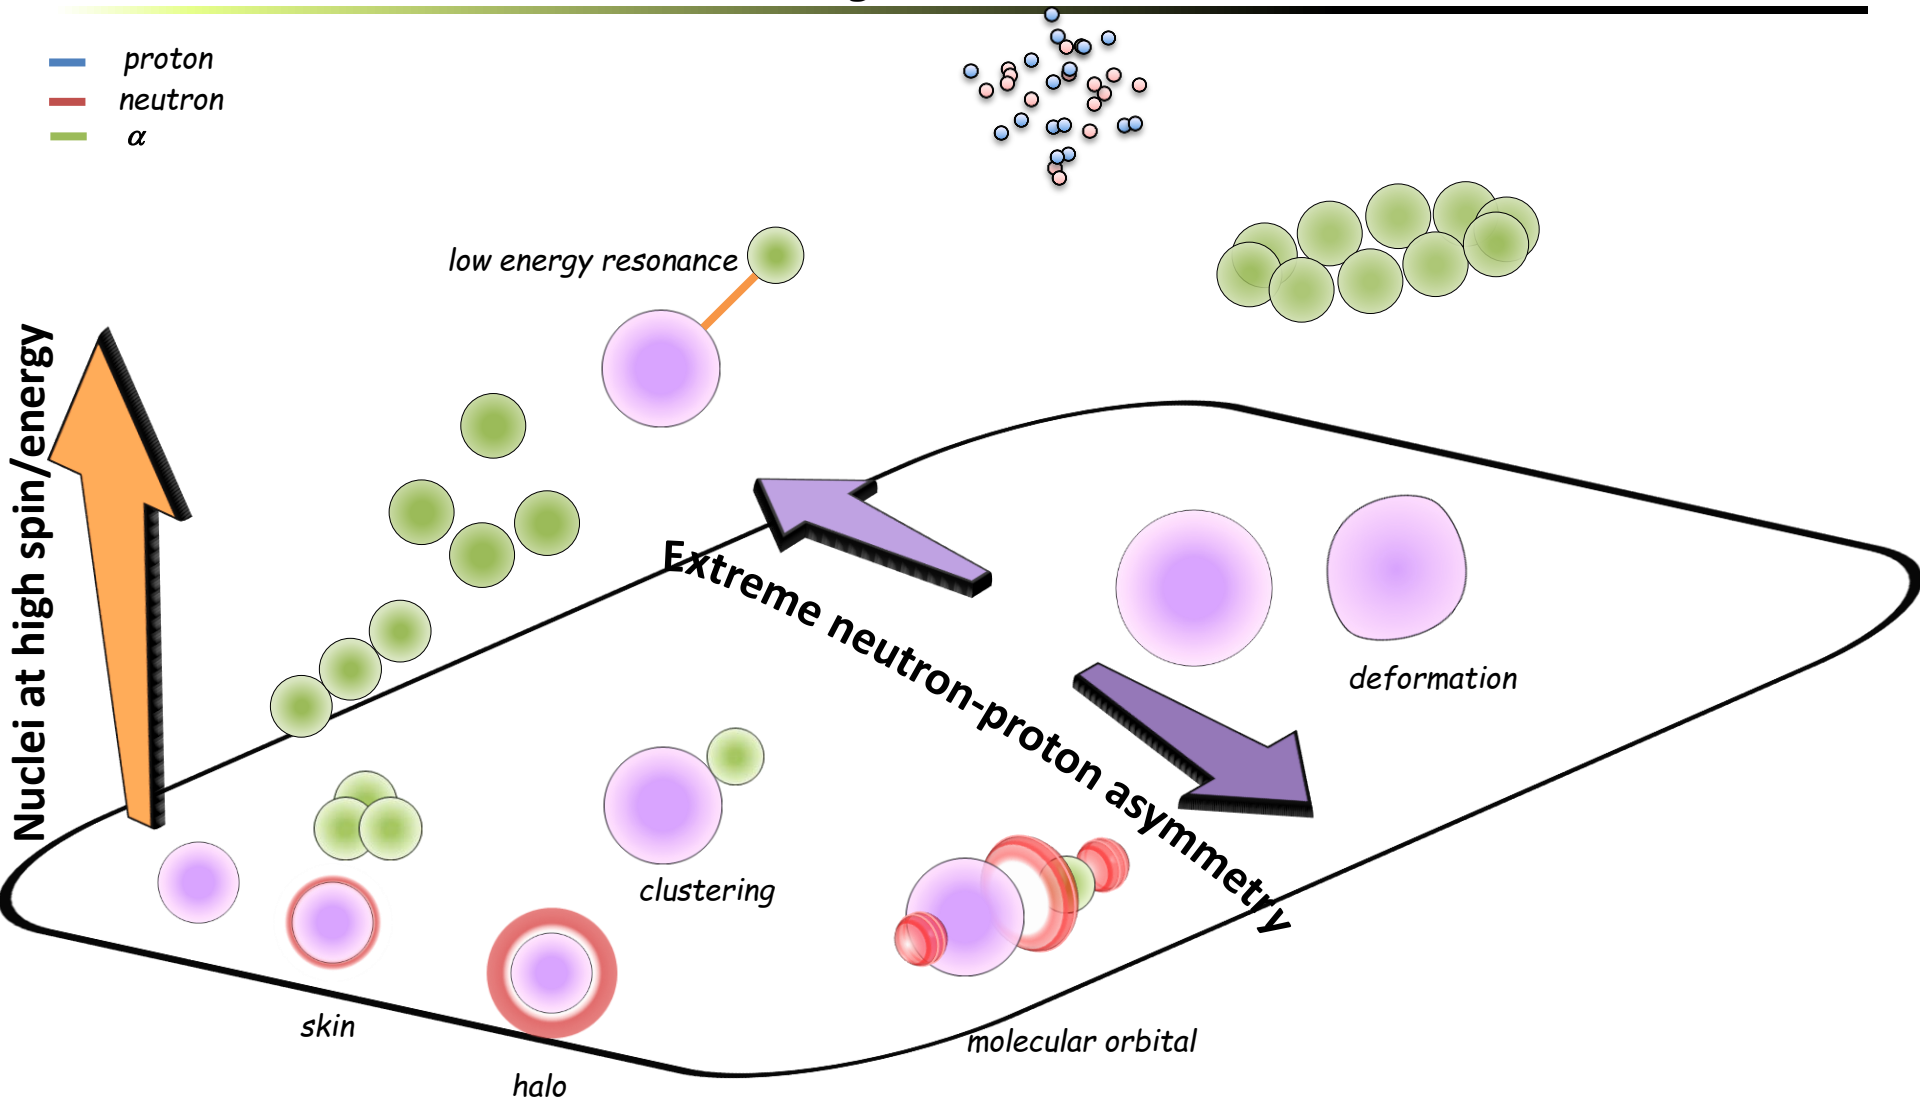 proton
neutron
α
low energy resonance
Nuclei at high spin/energy
Extreme neutron-proton asymmetry
deformation
clustering
skin
molecular orbital
halo